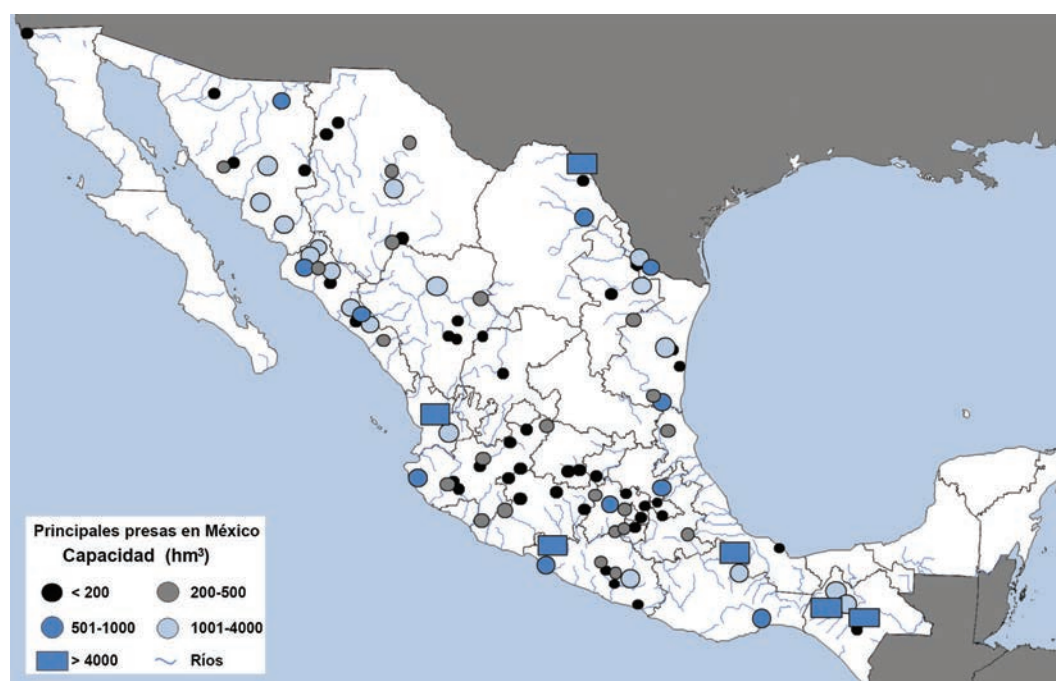 Principales presas en México
Capacidad (hm³)
< 200
200-500
501-1000
1001-4000
> 4000
Ríos